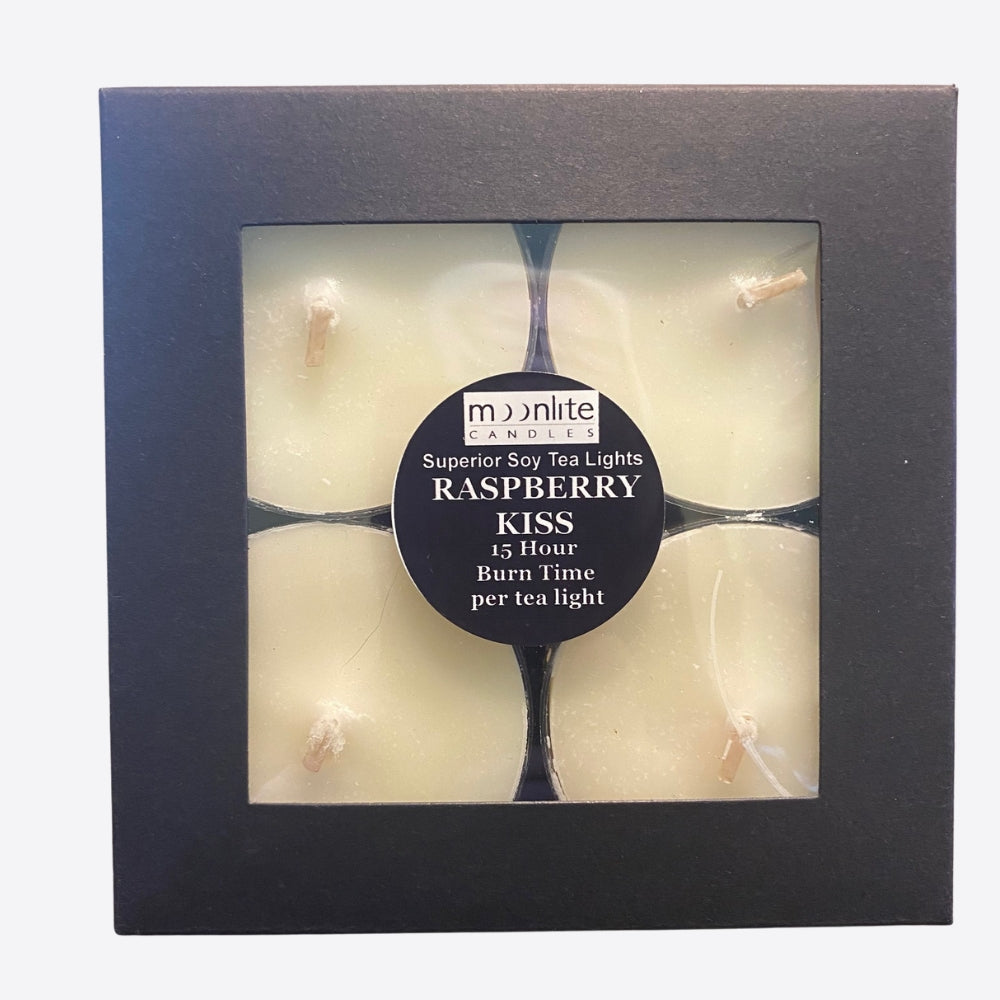 moonlite
CANDLES
Superior Soy Tea Lights
RASPBERRY
KISS
15 Hour
Burn Time
per tea light